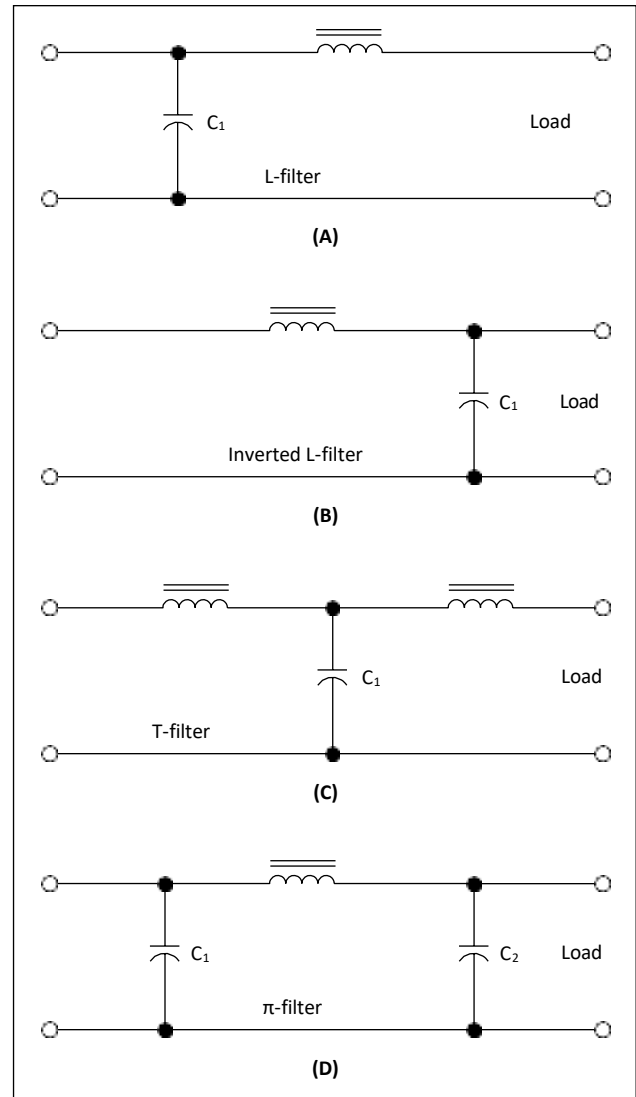 C₁
Load
L-filter
(A)
C₁
Load
Inverted L-filter
(B)
C₁
Load
T-filter
(C)
C₁
C₂
Load
π-filter
(D)